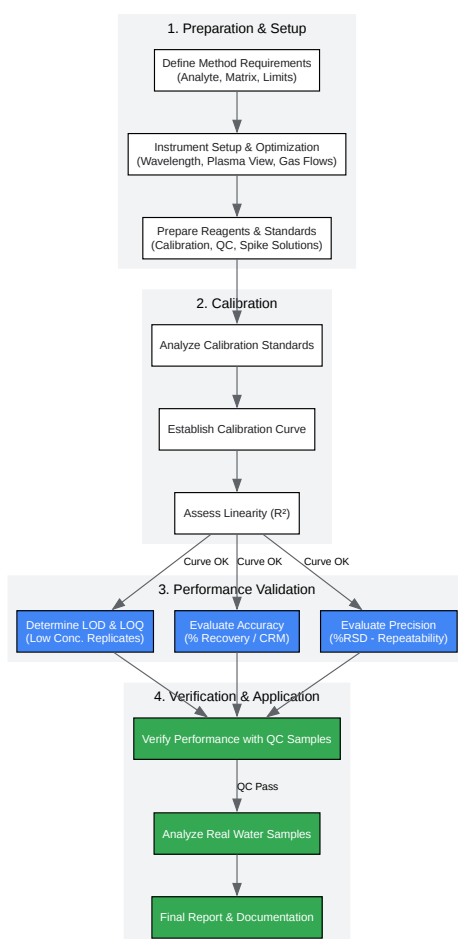 1. Preparation & Setup
Define Method Requirements
(Analyte, Matrix, Limits)
Instrument Setup & Optimization
(Wavelength, Plasma View, Gas Flows)
Prepare Reagents & Standards
(Calibration, QC, Spike Solutions)
2. Calibration
Analyze Calibration Standards
Establish Calibration Curve
Assess Linearity (R²)
Curve OK
Curve OK
Curve OK
3. Performance Validation
Determine LOD & LOQ
(Low Conc. Replicates)
Evaluate Accuracy
(% Recovery / CRM)
Evaluate Precision
(%RSD - Repeatability)
4. Verification & Application
Verify Performance with QC Samples
QC Pass
Analyze Real Water Samples
Final Report & Documentation